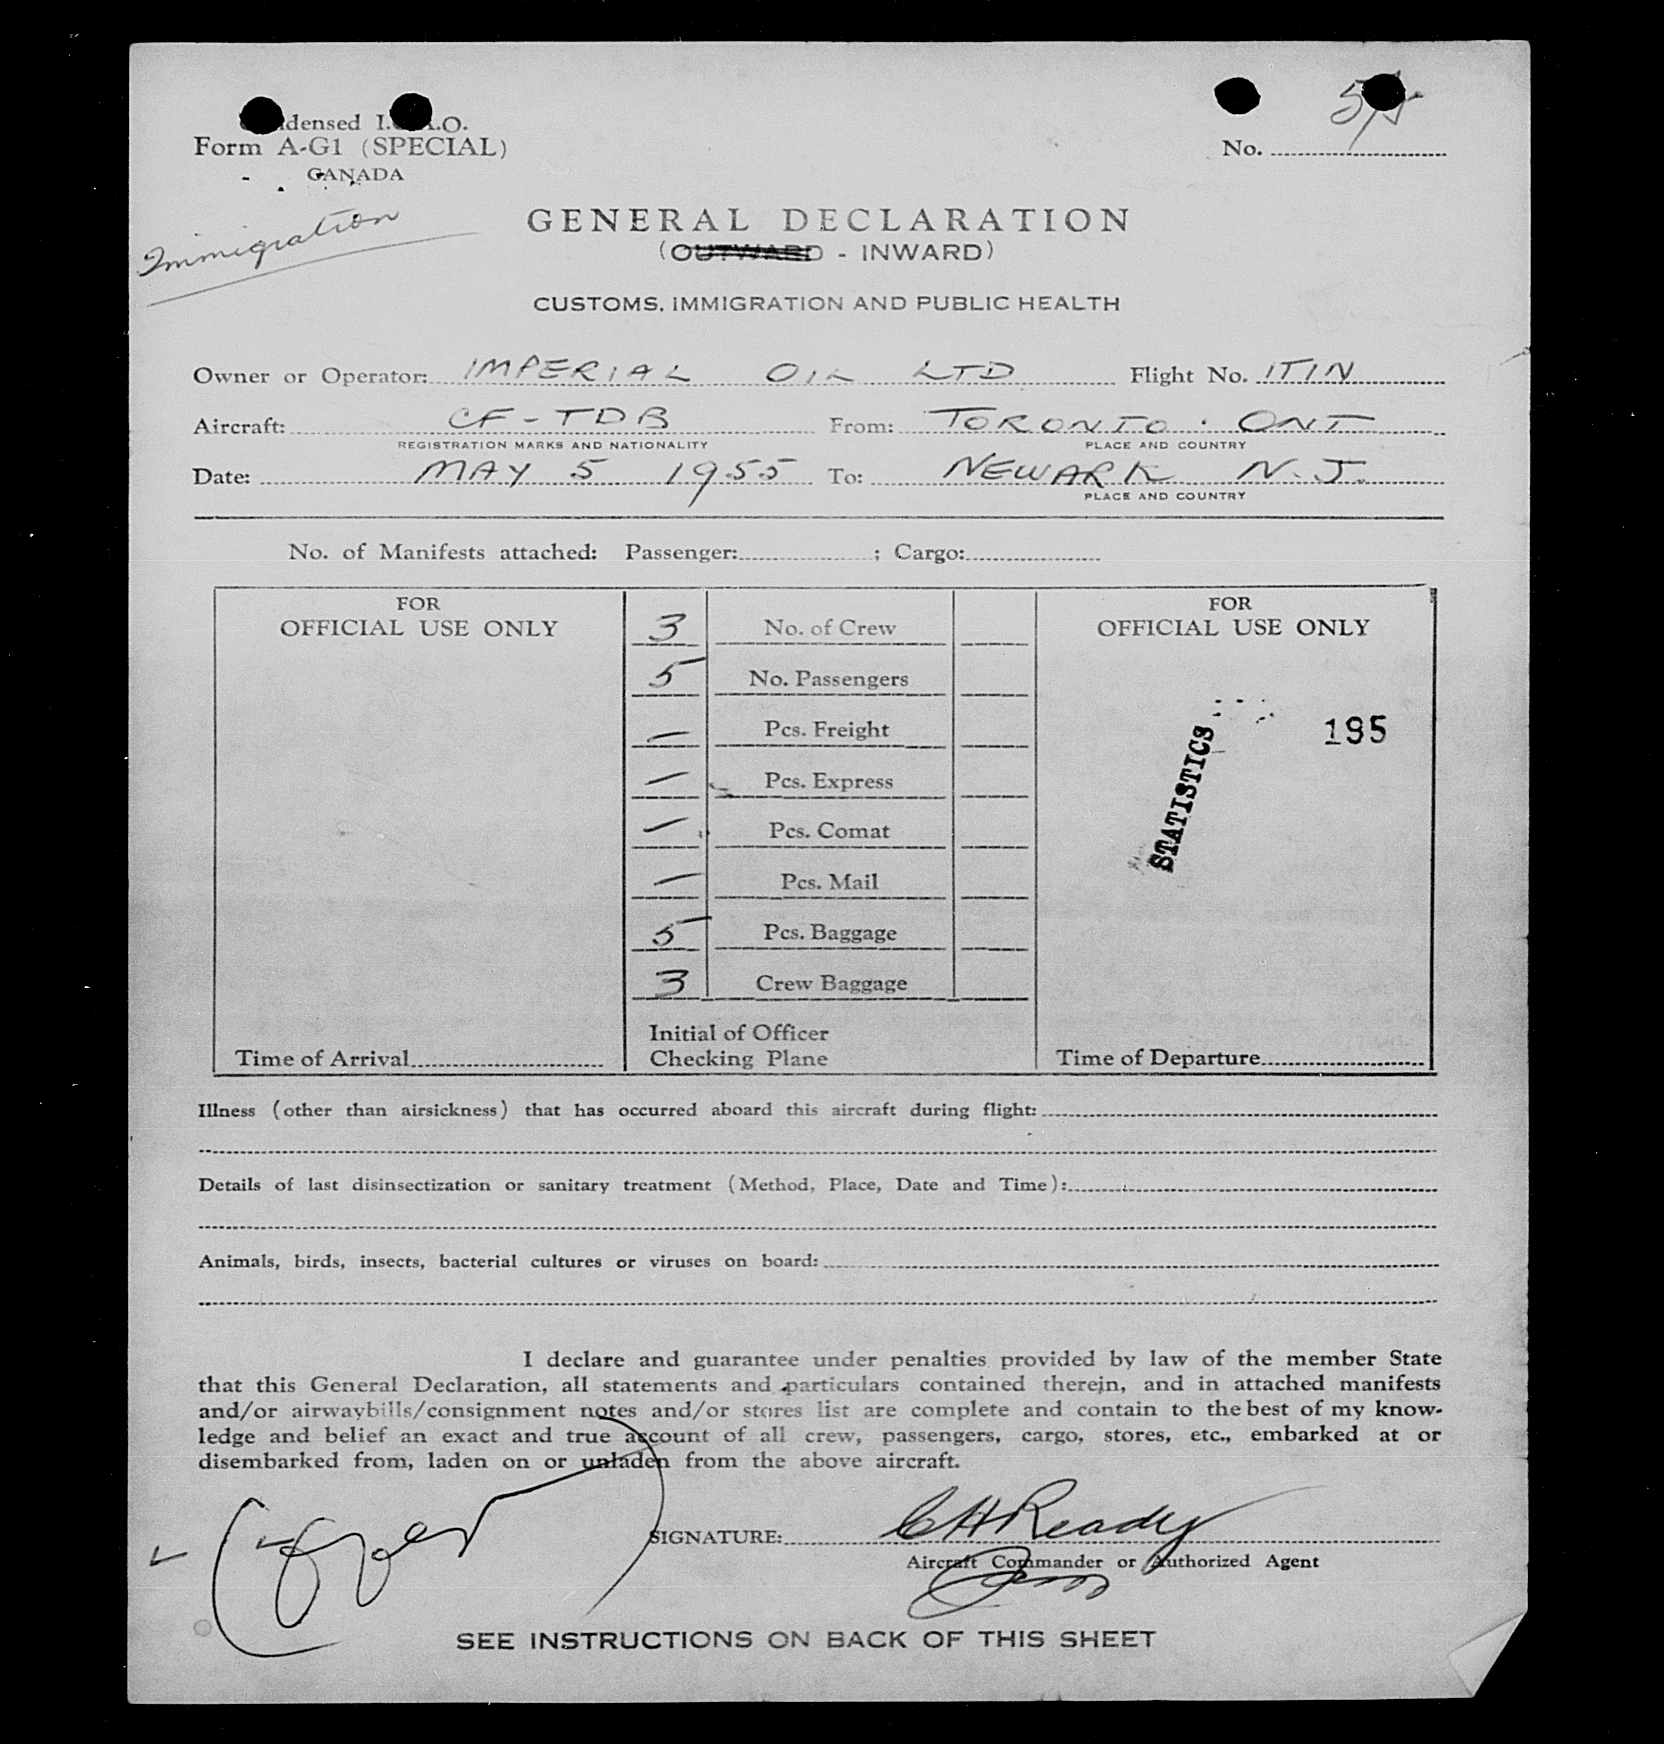 Condensed I.C.A.O.
Form A-G1 (SPECIAL)
CANADA
5/5
No.
Immigration
GENERAL DECLARATION
(OUTWARD - INWARD)
CUSTOMS, IMMIGRATION AND PUBLIC HEALTH
Owner or Operator: IMPERIAL OIL LTD Flight No. ITIN
Aircraft: CF-TDB From: TORONTO. ONT
REGISTRATION MARKS AND NATIONALITY PLACE AND COUNTRY
Date: MAY 5 1955 To: NEWARK N.J.
PLACE AND COUNTRY
No. of Manifests attached: Passenger: ; Cargo:
FOR
OFFICIAL USE ONLY
3 No. of Crew
5 No. Passengers
— Pcs. Freight
— Pcs. Express
— Pcs. Comat
— Pcs. Mail
5 Pcs. Baggage
3 Crew Baggage
Time of Arrival
Initial of Officer
Checking Plane
FOR
OFFICIAL USE ONLY
STATISTICS
195
Time of Departure
Illness (other than airsickness) that has occurred aboard this aircraft during flight:
Details of last disinsectization or sanitary treatment (Method, Place, Date and Time):
Animals, birds, insects, bacterial cultures or viruses on board:
I declare and guarantee under penalties provided by law of the member State
that this General Declaration, all statements and particulars contained therein, and in attached manifests
and/or airwaybills/consignment notes and/or stores list are complete and contain to the best of my know-
ledge and belief an exact and true account of all crew, passengers, cargo, stores, etc., embarked at or
disembarked from, laden on or unladen from the above aircraft.
SIGNATURE: CHReady
Aircraft Commander or Authorized Agent
SEE INSTRUCTIONS ON BACK OF THIS SHEET